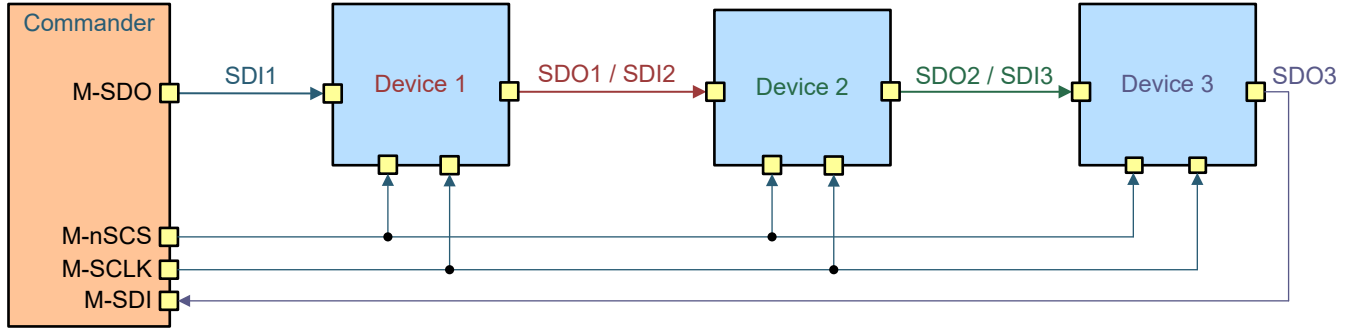 Commander
M-SDO
SDI1
Device 1
SDO1 / SDI2
Device 2
SDO2 / SDI3
Device 3
SDO3
M-nSCS
M-SCLK
M-SDI